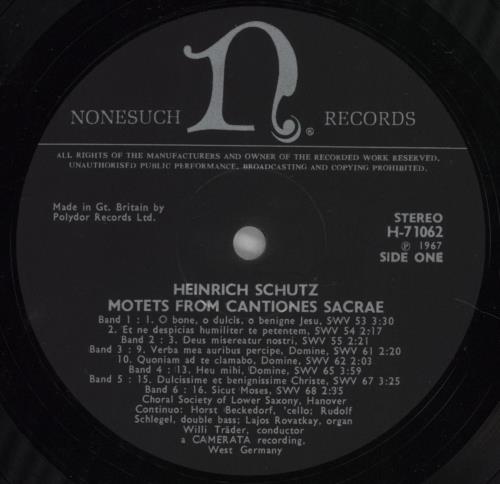 n
NONESUCH RECORDS
®
ALL RIGHTS OF THE MANUFACTURERS AND OWNER OF THE RECORDED WORK RESERVED.
UNAUTHORISED PUBLIC PERFORMANCE, BROADCASTING AND COPYING PROHIBITED.
Made in Gt. Britain by
Polydor Records Ltd.
STEREO
H-71062
Ⓟ 1967
SIDE ONE
HEINRICH SCHUTZ
MOTETS FROM CANTIONES SACRAE
Band 1 : 1. O bone, o dulcis, o benigne Jesu, SWV 53 3:30
2. Et ne despicias humiliter te petentem, SWV 54 2:17
Band 2 : 3. Deus misereatur nostri, SWV 55 2:21
Band 3 : 9. Verba mea auribus percipe, Domine, SWV 61 2:20
10. Quoniam ad te clamabo, Domine, SWV 62 2:03
Band 4 : 13. Heu mihi, Domine, SWV 65 3:59
Band 5 : 15. Dulcissime et benignissime Christe, SWV 67 3:25
Band 6 : 16. Sicut Moses, SWV 68 2:35
Choral Society of Lower Saxony, Hanover
Continuo: Horst Beckedorf, 'cello; Rudolf
Schlegel, double bass; Lajos Rovatkay, organ
Willi Träder, conductor
a CAMERATA recording.
West Germany